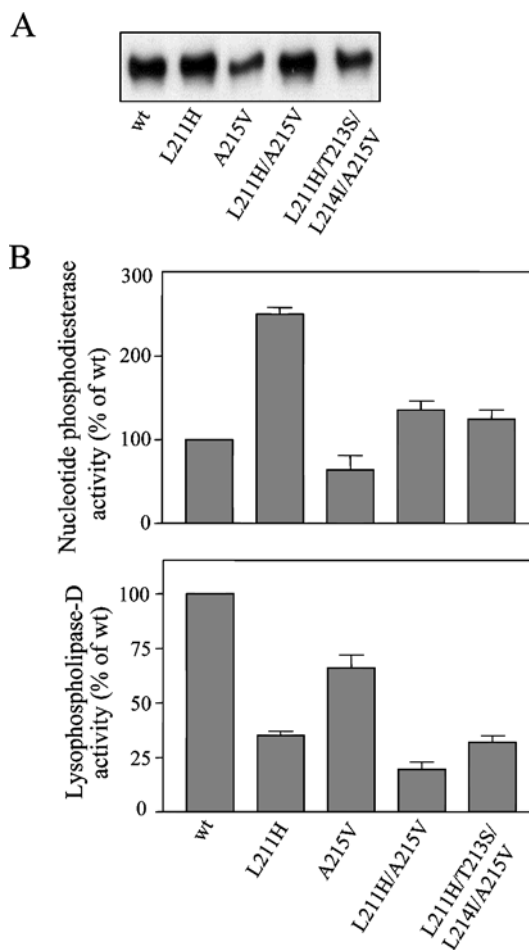 A
wt
L211H
A215V
L211H/A215V
L211H/T213S/
L214I/A215V
B
Nucleotide phosphodiesterase
activity (% of wt)
300
200
100
0
Lysophospholipase-D
activity (% of wt)
100
75
50
25
0
wt
L211H
A215V
L211H/A215V
L211H/T213S/
L214I/A215V